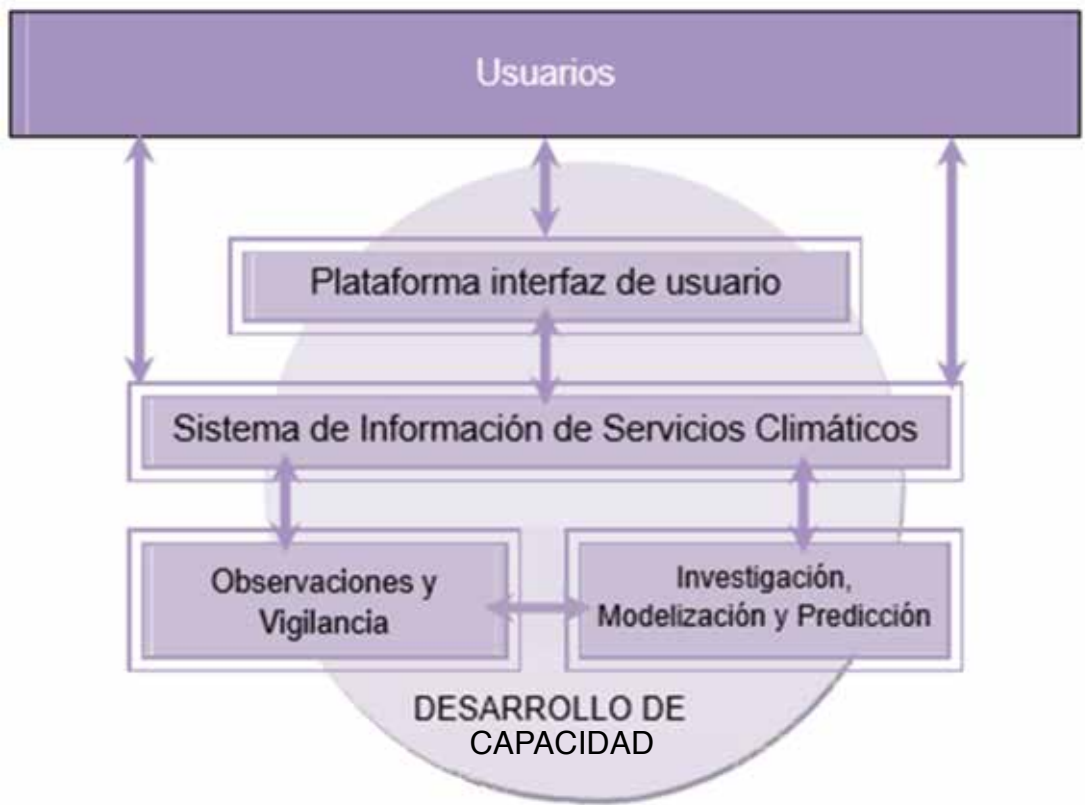 Usuarios
Plataforma interfaz de usuario
Sistema de Información de Servicios Climáticos
Observaciones y
Vigilancia
Investigación,
Modelización y Predicción
DESARROLLO DE
CAPACIDAD